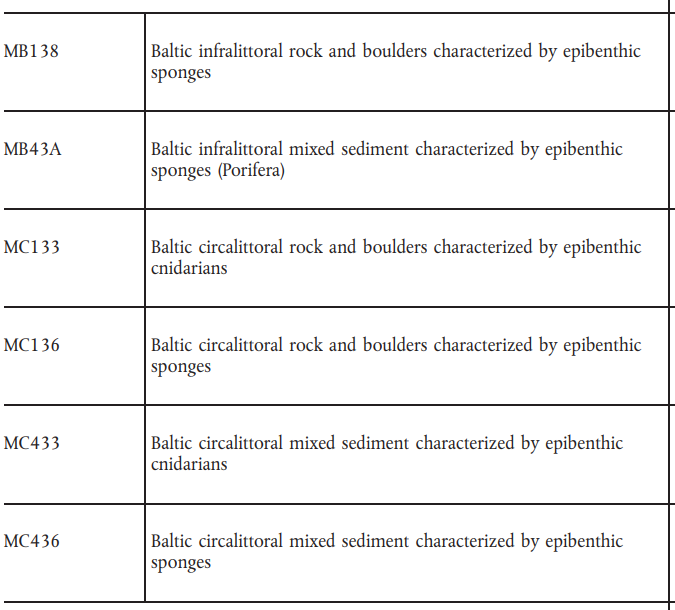 MB138 Baltic infralittoral rock and boulders characterized by epibenthic
sponges
MB43A Baltic infralittoral mixed sediment characterized by epibenthic
sponges (Porifera)
MC133 Baltic circalittoral rock and boulders characterized by epibenthic
cnidarians
MC136 Baltic circalittoral rock and boulders characterized by epibenthic
sponges
MC433 Baltic circalittoral mixed sediment characterized by epibenthic
cnidarians
MC436 Baltic circalittoral mixed sediment characterized by epibenthic
sponges